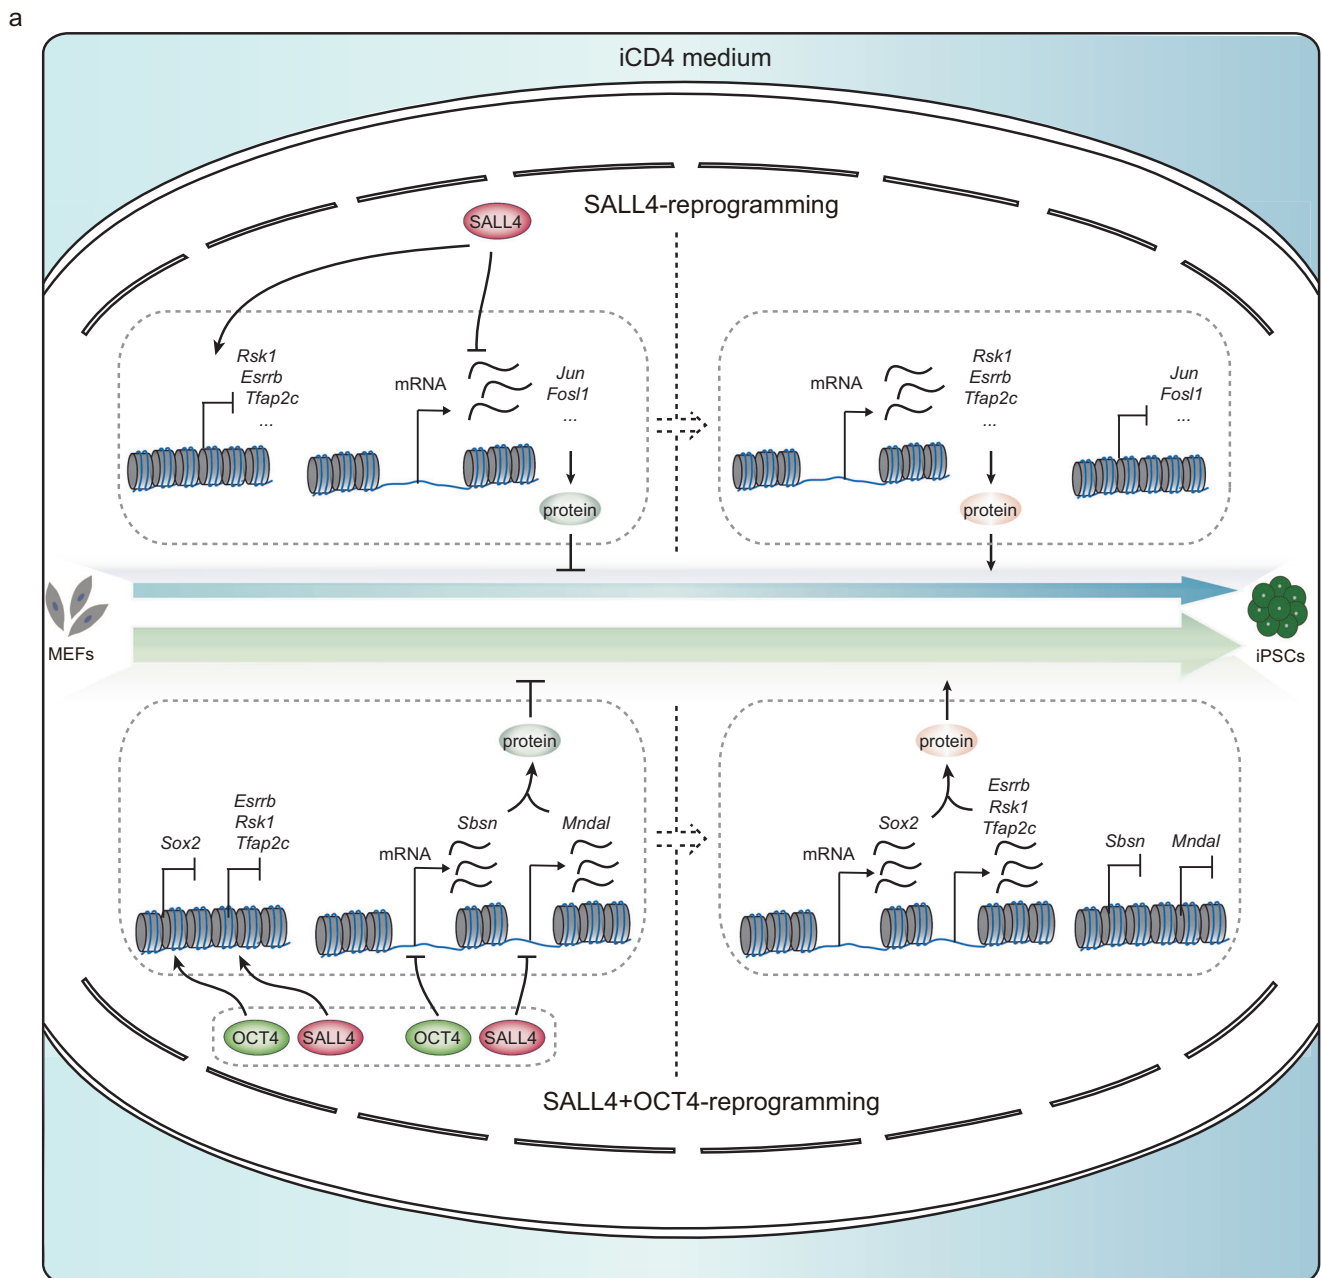 a
iCD4 medium
SALL4-reprogramming
SALL4
Rsk1
Esrrb
Tfap2c
...
mRNA
Jun
Fosl1
...
protein
mRNA
Rsk1
Esrrb
Tfap2c
...
protein
Jun
Fosl1
...
MEFs
iPSCs
protein
Sox2
Esrrb
Rsk1
Tfap2c
mRNA
Sbsn
Mndal
OCT4
SALL4
OCT4
SALL4
protein
mRNA
Sox2
Esrrb
Rsk1
Tfap2c
Sbsn
Mndal
SALL4+OCT4-reprogramming